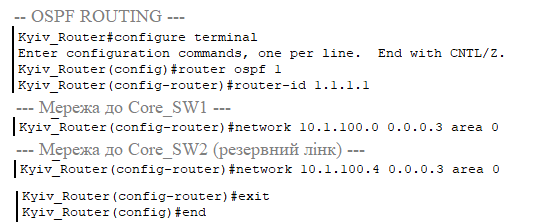 -- OSPF ROUTING ---
Kyiv_Router#configure terminal
Enter configuration commands, one per line.  End with CNTL/Z.
Kyiv_Router(config)#router ospf 1
Kyiv_Router(config-router)#router-id 1.1.1.1
--- Мережа до Core_SW1 ---
Kyiv_Router(config-router)#network 10.1.100.0 0.0.0.3 area 0
--- Мережа до Core_SW2 (резервний лінк) ---
Kyiv_Router(config-router)#network 10.1.100.4 0.0.0.3 area 0
Kyiv_Router(config-router)#exit
Kyiv_Router(config)#end